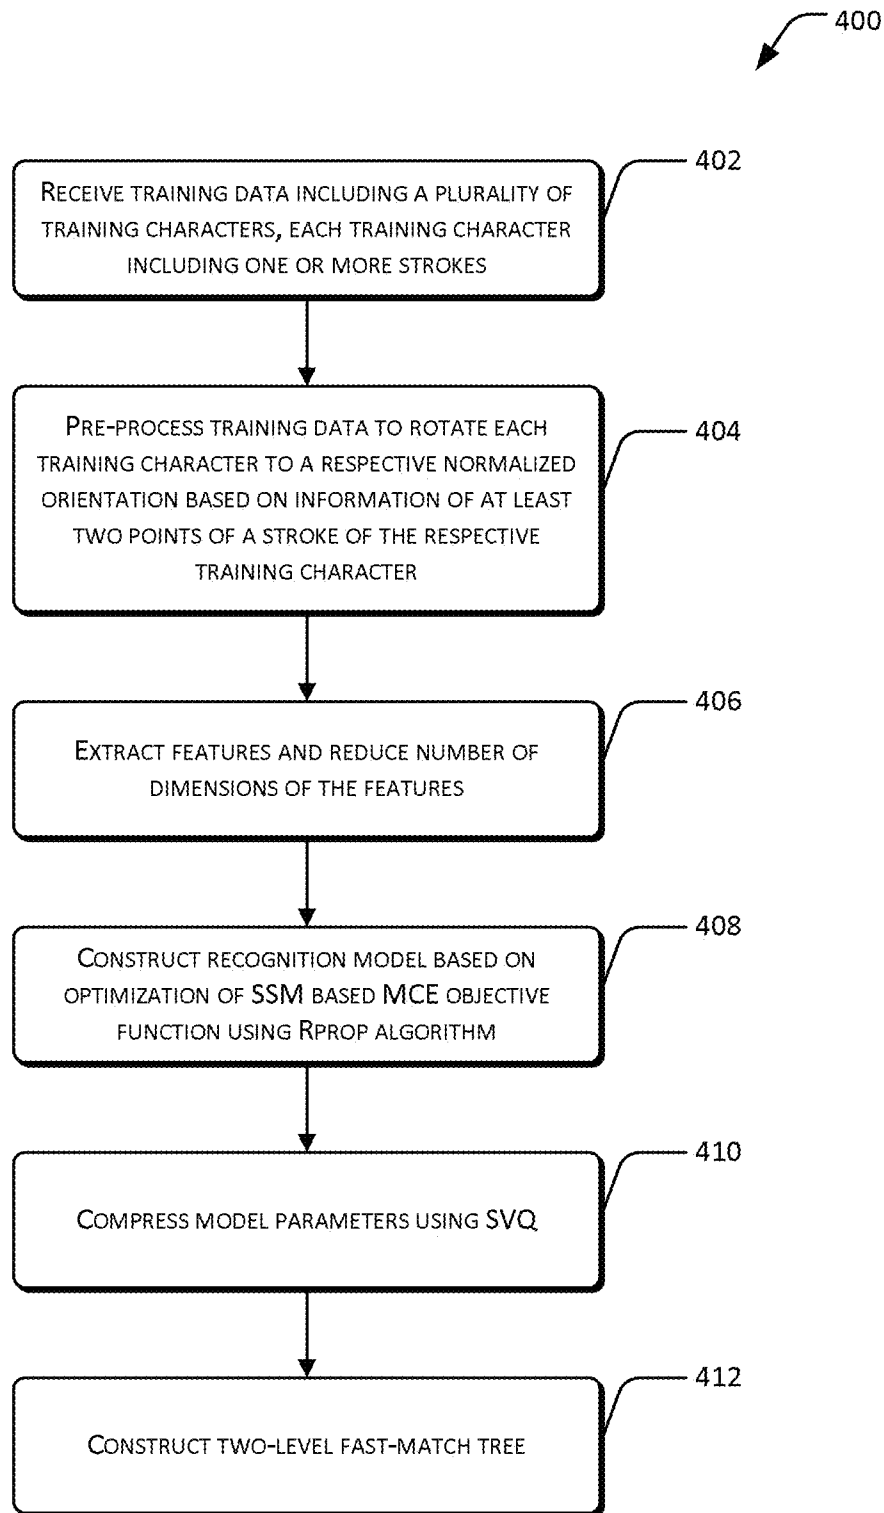 400
402
RECEIVE TRAINING DATA INCLUDING A PLURALITY OF
TRAINING CHARACTERS, EACH TRAINING CHARACTER
INCLUDING ONE OR MORE STROKES
404
PRE-PROCESS TRAINING DATA TO ROTATE EACH
TRAINING CHARACTER TO A RESPECTIVE NORMALIZED
ORIENTATION BASED ON INFORMATION OF AT LEAST
TWO POINTS OF A STROKE OF THE RESPECTIVE
TRAINING CHARACTER
406
EXTRACT FEATURES AND REDUCE NUMBER OF
DIMENSIONS OF THE FEATURES
408
CONSTRUCT RECOGNITION MODEL BASED ON
OPTIMIZATION OF SSM BASED MCE OBJECTIVE
FUNCTION USING RPROP ALGORITHM
410
COMPRESS MODEL PARAMETERS USING SVQ
412
CONSTRUCT TWO-LEVEL FAST-MATCH TREE